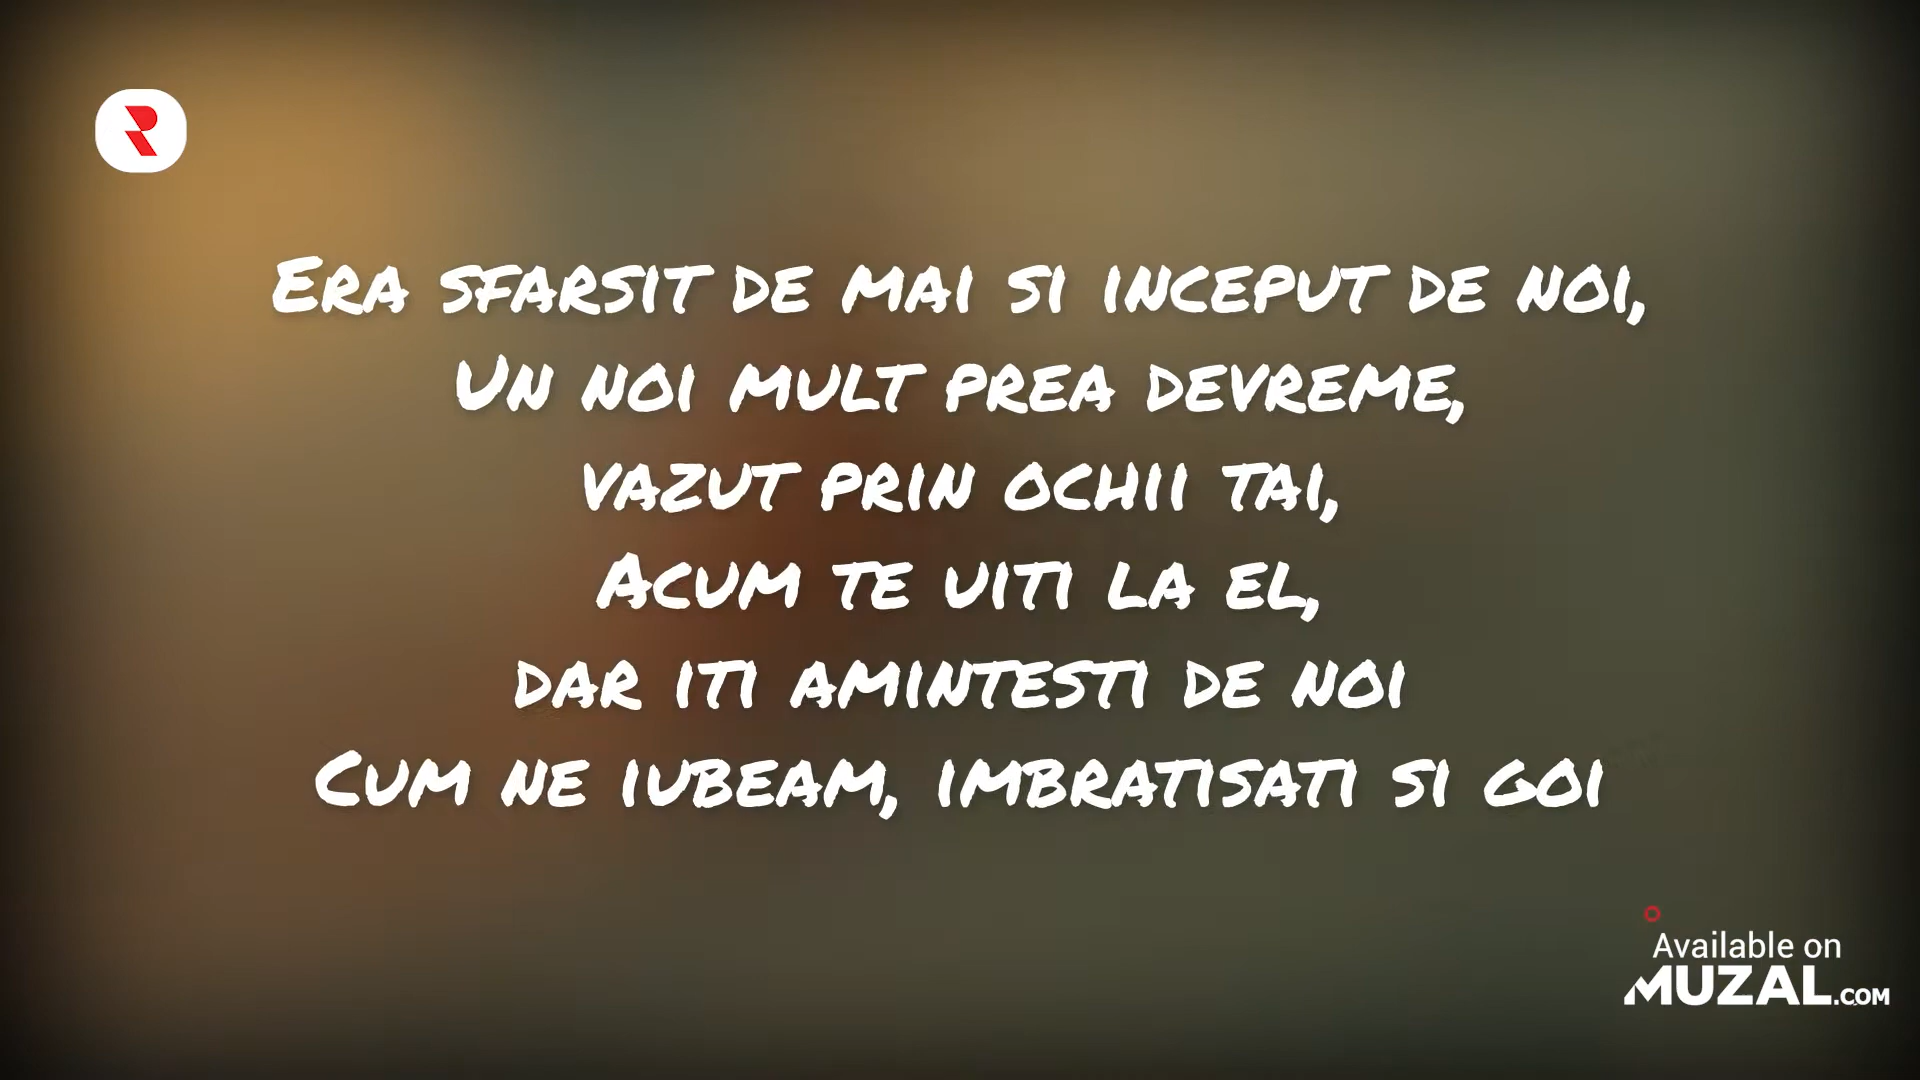 R
Era sfarsit de mai si inceput de noi,
Un noi mult prea devreme,
vazut prin ochii tai,
Acum te uiti la el,
dar iti amintesti de noi
Cum ne iubeam, imbratisati si goi
Available on
MUZAL.COM